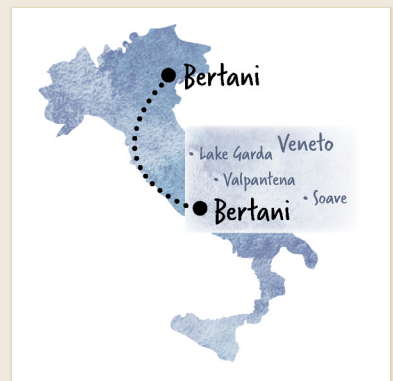 Bertani
Veneto
• Lake Garda
• Valpantena
• Soave
Bertani